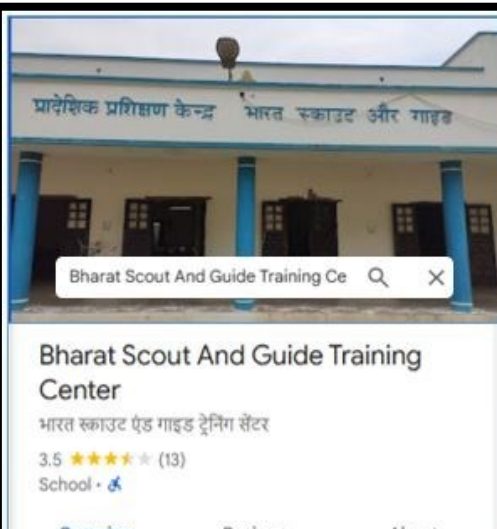 प्रादेशिक प्रशिक्षण केन्द्र भारत स्काउट और गाइड
Bharat Scout And Guide Training Ce
Bharat Scout And Guide Training
Center
भारत स्काउट एंड गाइड ट्रेनिंग सेंटर
3.5 (13)
School